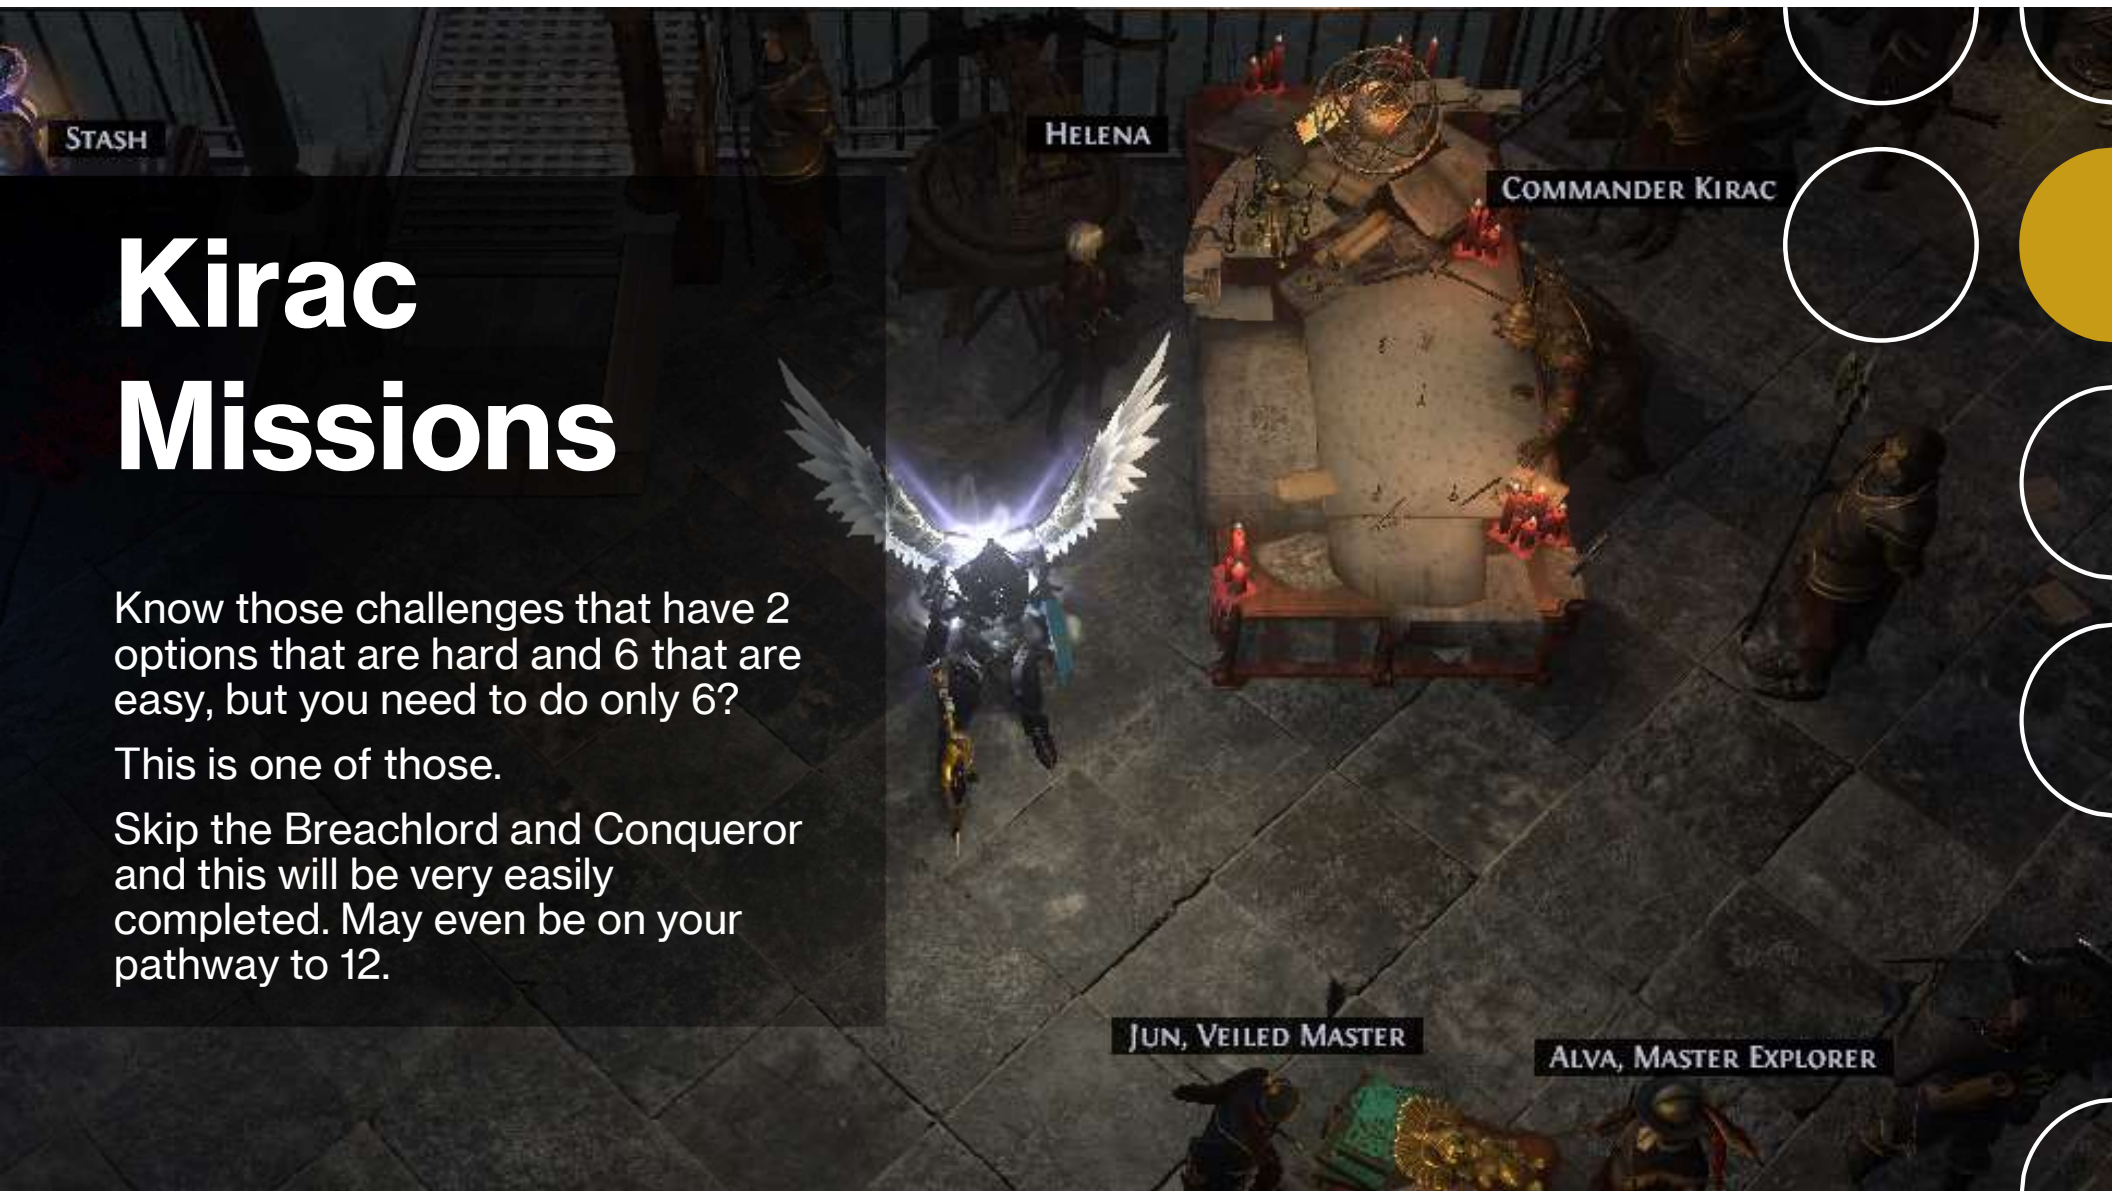 STASH
HELENA
COMMANDER KIRAC
Kirac
Missions
Know those challenges that have 2
options that are hard and 6 that are
easy, but you need to do only 6?
This is one of those.
Skip the Breachlord and Conqueror
and this will be very easily
completed. May even be on your
pathway to 12.
JUN, VEILED MASTER
ALVA, MASTER EXPLORER